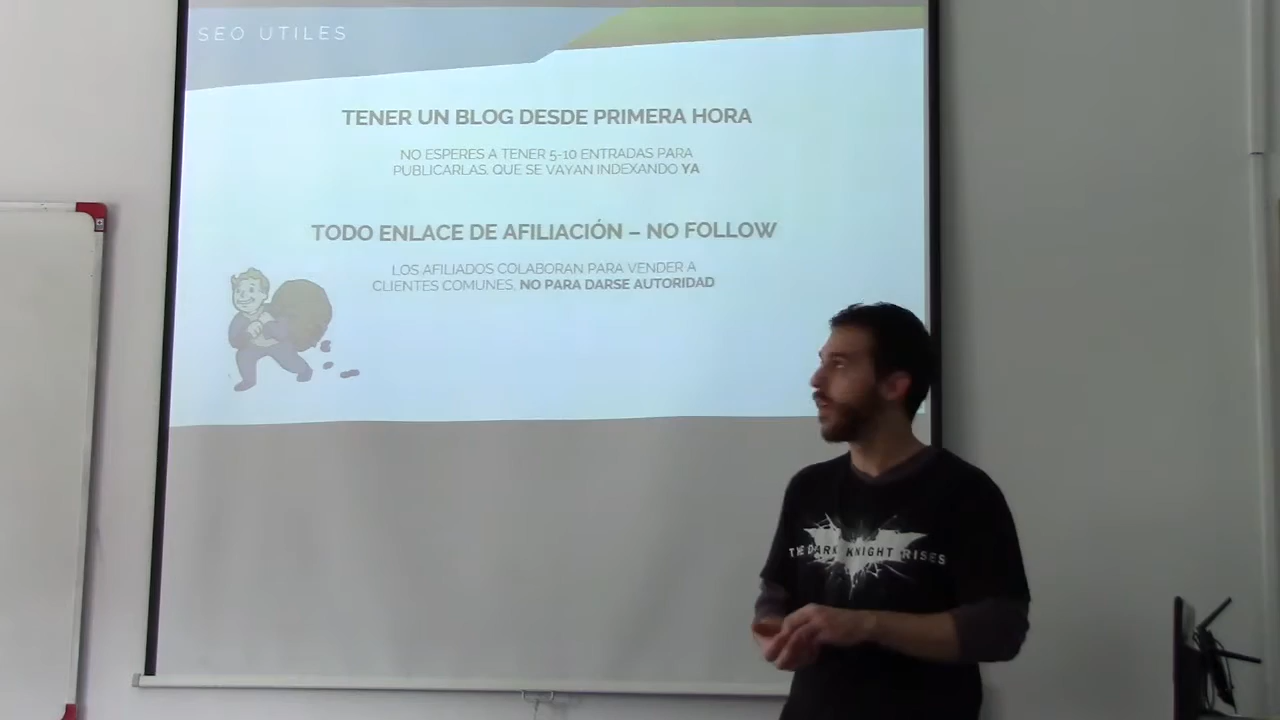 SEO UTILES
TENER UN BLOG DESDE PRIMERA HORA
NO ESPERES A TENER 5-10 ENTRADAS PARA
PUBLICARLAS. QUE SE VAYAN INDEXANDO YA
TODO ENLACE DE AFILIACIÓN – NO FOLLOW
LOS AFILIADOS COLABORAN PARA VENDER A
CLIENTES COMUNES, NO PARA DARSE AUTORIDAD
THE DARK KNIGHT RISES